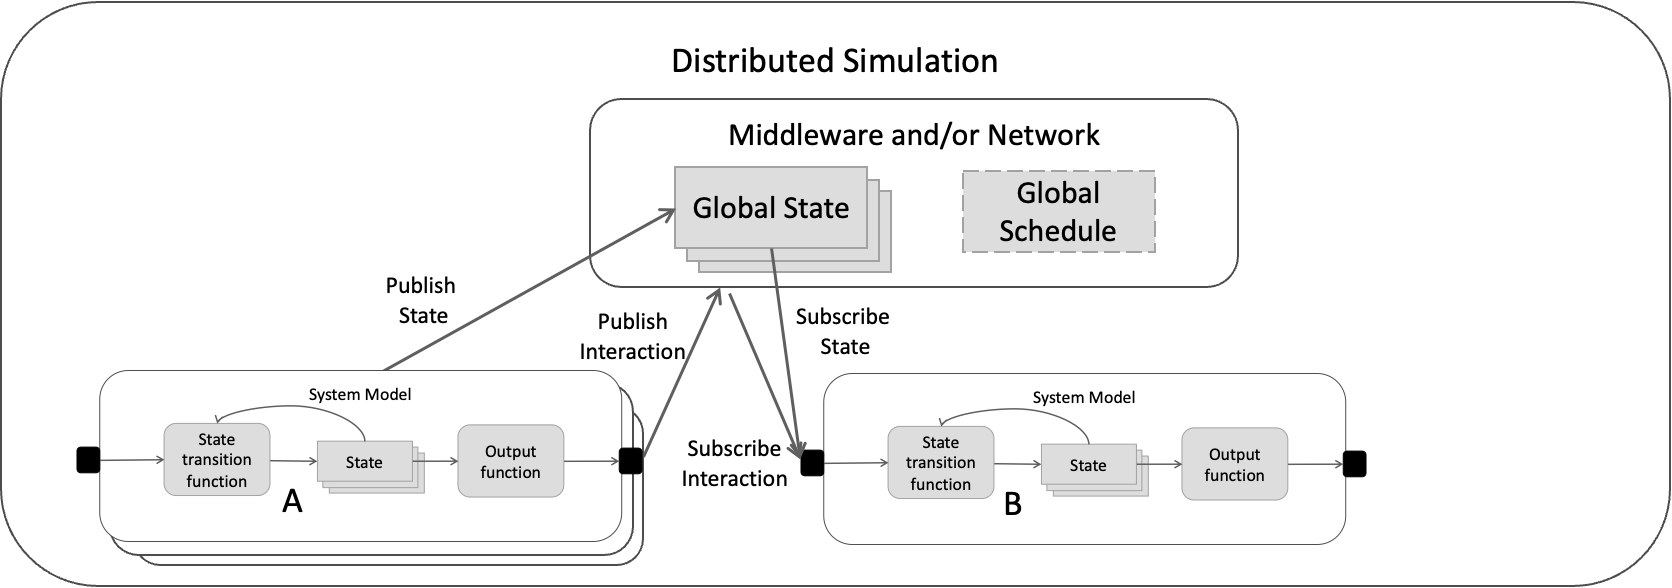 Distributed Simulation
Middleware and/or Network
Global State
Global
Schedule
Publish
State
Publish
Interaction
Subscribe
State
Subscribe
Interaction
System Model
State
transition
function
State
Output
function
A
System Model
State
transition
function
State
Output
function
B